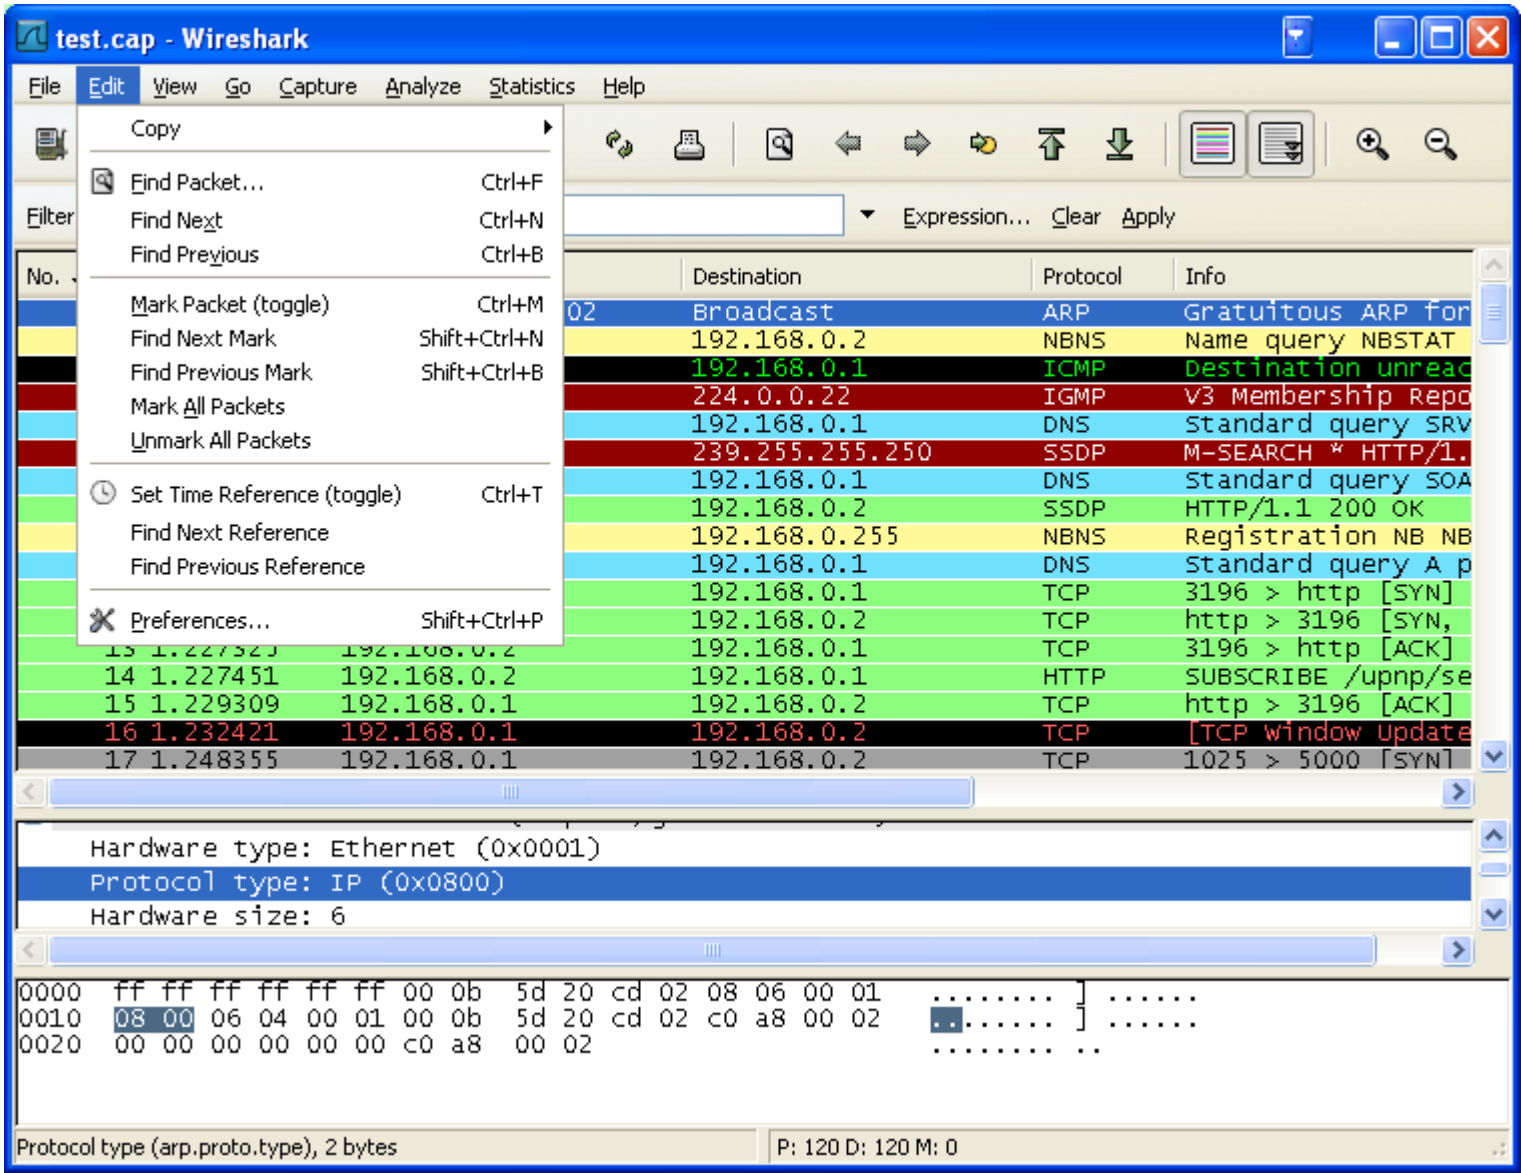 test.cap - Wireshark
File Edit View Go Capture Analyze Statistics Help
Copy
Find Packet... Ctrl+F
Find Next Ctrl+N
Find Previous Ctrl+B
Mark Packet (toggle) Ctrl+M
Find Next Mark Shift+Ctrl+N
Find Previous Mark Shift+Ctrl+B
Mark All Packets
Unmark All Packets
Set Time Reference (toggle) Ctrl+T
Find Next Reference
Find Previous Reference
Preferences... Shift+Ctrl+P
Filter Expression... Clear Apply
No. Destination Protocol Info
02 Broadcast ARP Gratuitous ARP for
192.168.0.2 NBNS Name query NBSTAT
192.168.0.1 ICMP Destination unreac
224.0.0.22 IGMP V3 Membership Repo
192.168.0.1 DNS Standard query SRV
239.255.255.250 SSDP M-SEARCH * HTTP/1.
192.168.0.1 DNS Standard query SOA
192.168.0.2 SSDP HTTP/1.1 200 OK
192.168.0.255 NBNS Registration NB NB
192.168.0.1 DNS Standard query A p
192.168.0.1 TCP 3196 > http [SYN]
192.168.0.2 TCP http > 3196 [SYN,
13 1.227325 192.168.0.2 192.168.0.1 TCP 3196 > http [ACK]
14 1.227451 192.168.0.2 192.168.0.1 HTTP SUBSCRIBE /upnp/se
15 1.229309 192.168.0.1 192.168.0.2 TCP http > 3196 [ACK]
16 1.232421 192.168.0.1 192.168.0.2 TCP [TCP Window Update
17 1.248355 192.168.0.1 192.168.0.2 TCP 1025 > 5000 [SYN]
Hardware type: Ethernet (0x0001)
Protocol type: IP (0x0800)
Hardware size: 6
0000 ff ff ff ff ff ff 00 0b 5d 20 cd 02 08 06 00 01 ........ ] ......
0010 08 00 06 04 00 01 00 0b 5d 20 cd 02 c0 a8 00 02 ........ ] ......
0020 00 00 00 00 00 00 c0 a8 00 02 ........ ..
Protocol type (arp.proto.type), 2 bytes P: 120 D: 120 M: 0